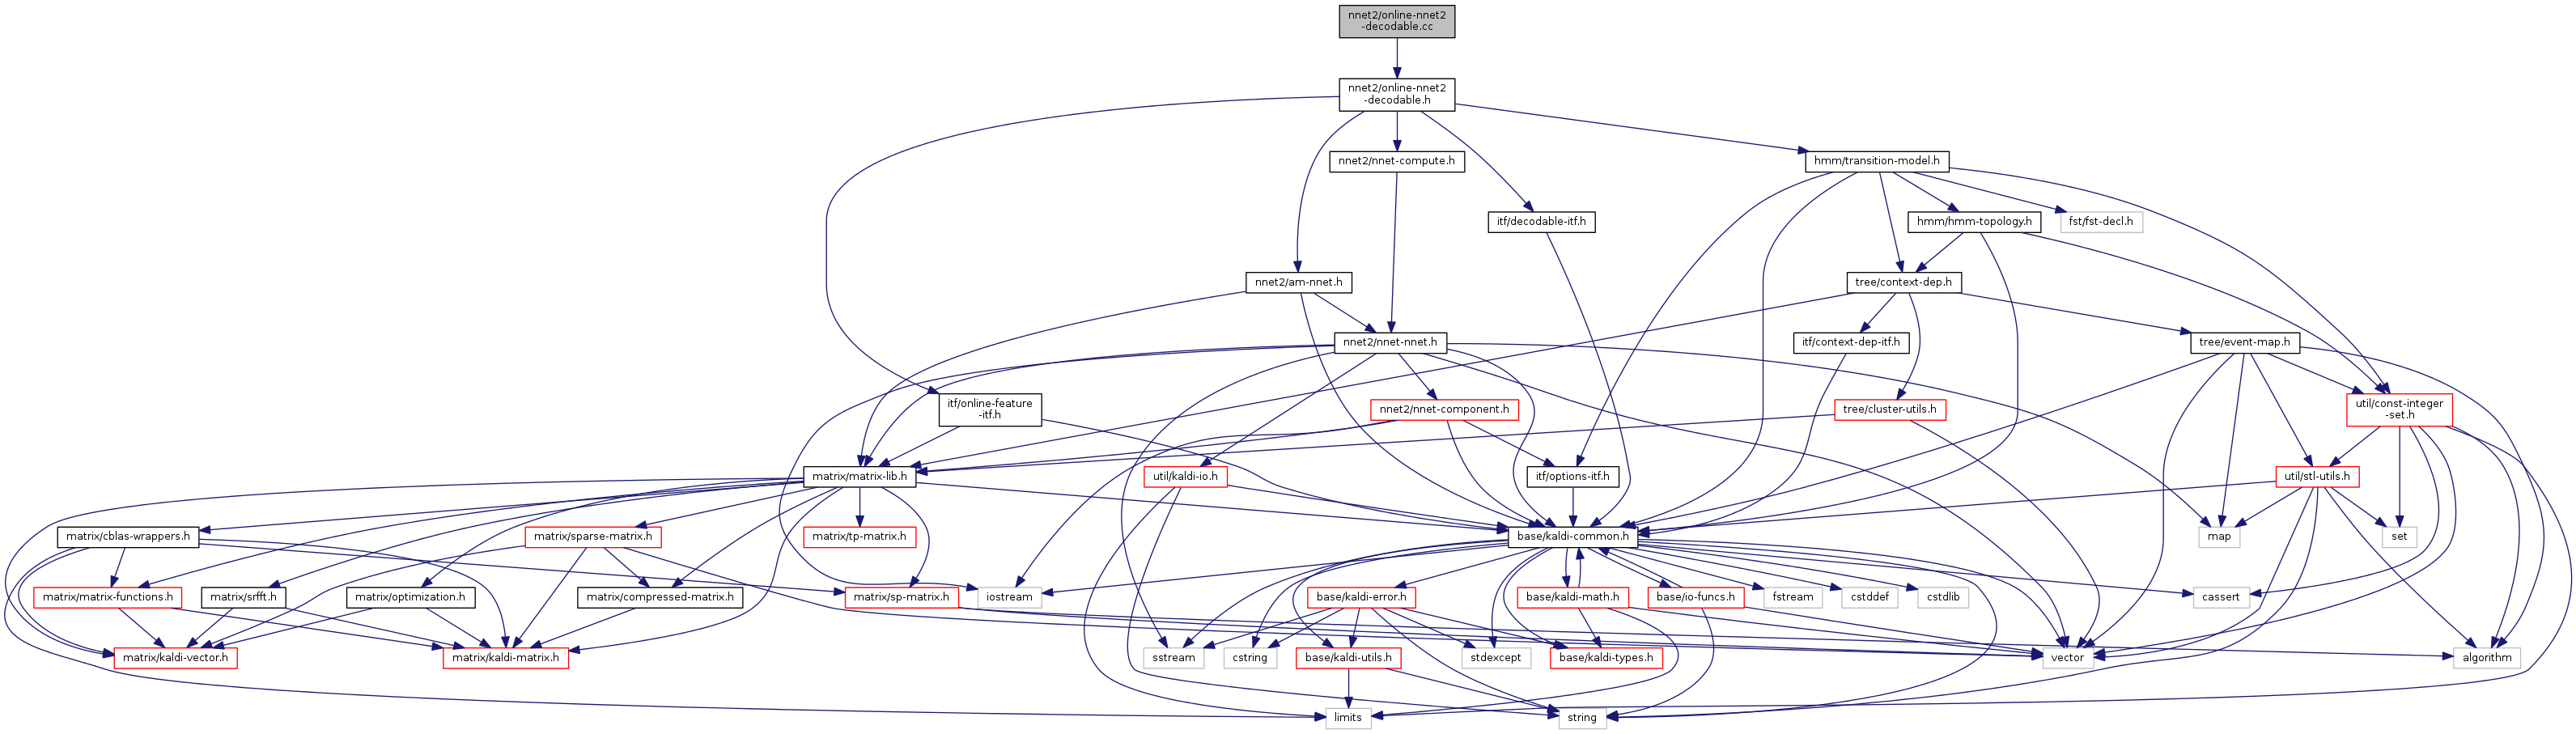 nnet2/online-nnet2
-decodable.cc
nnet2/online-nnet2
-decodable.h
nnet2/nnet-compute.h
hmm/transition-model.h
itf/decodable-itf.h
hmm/hmm-topology.h
fst/fst-decl.h
nnet2/am-nnet.h
tree/context-dep.h
nnet2/nnet-nnet.h
itf/context-dep-itf.h
tree/event-map.h
itf/online-feature
-itf.h
nnet2/nnet-component.h
tree/cluster-utils.h
util/const-integer
-set.h
matrix/matrix-lib.h
util/kaldi-io.h
itf/options-itf.h
util/stl-utils.h
matrix/cblas-wrappers.h
matrix/sparse-matrix.h
matrix/tp-matrix.h
base/kaldi-common.h
map
set
matrix/matrix-functions.h
matrix/srfft.h
matrix/optimization.h
matrix/compressed-matrix.h
matrix/sp-matrix.h
iostream
base/kaldi-error.h
base/kaldi-math.h
base/io-funcs.h
fstream
cstddef
cstdlib
cassert
matrix/kaldi-vector.h
matrix/kaldi-matrix.h
sstream
cstring
base/kaldi-utils.h
stdexcept
base/kaldi-types.h
vector
algorithm
limits
string